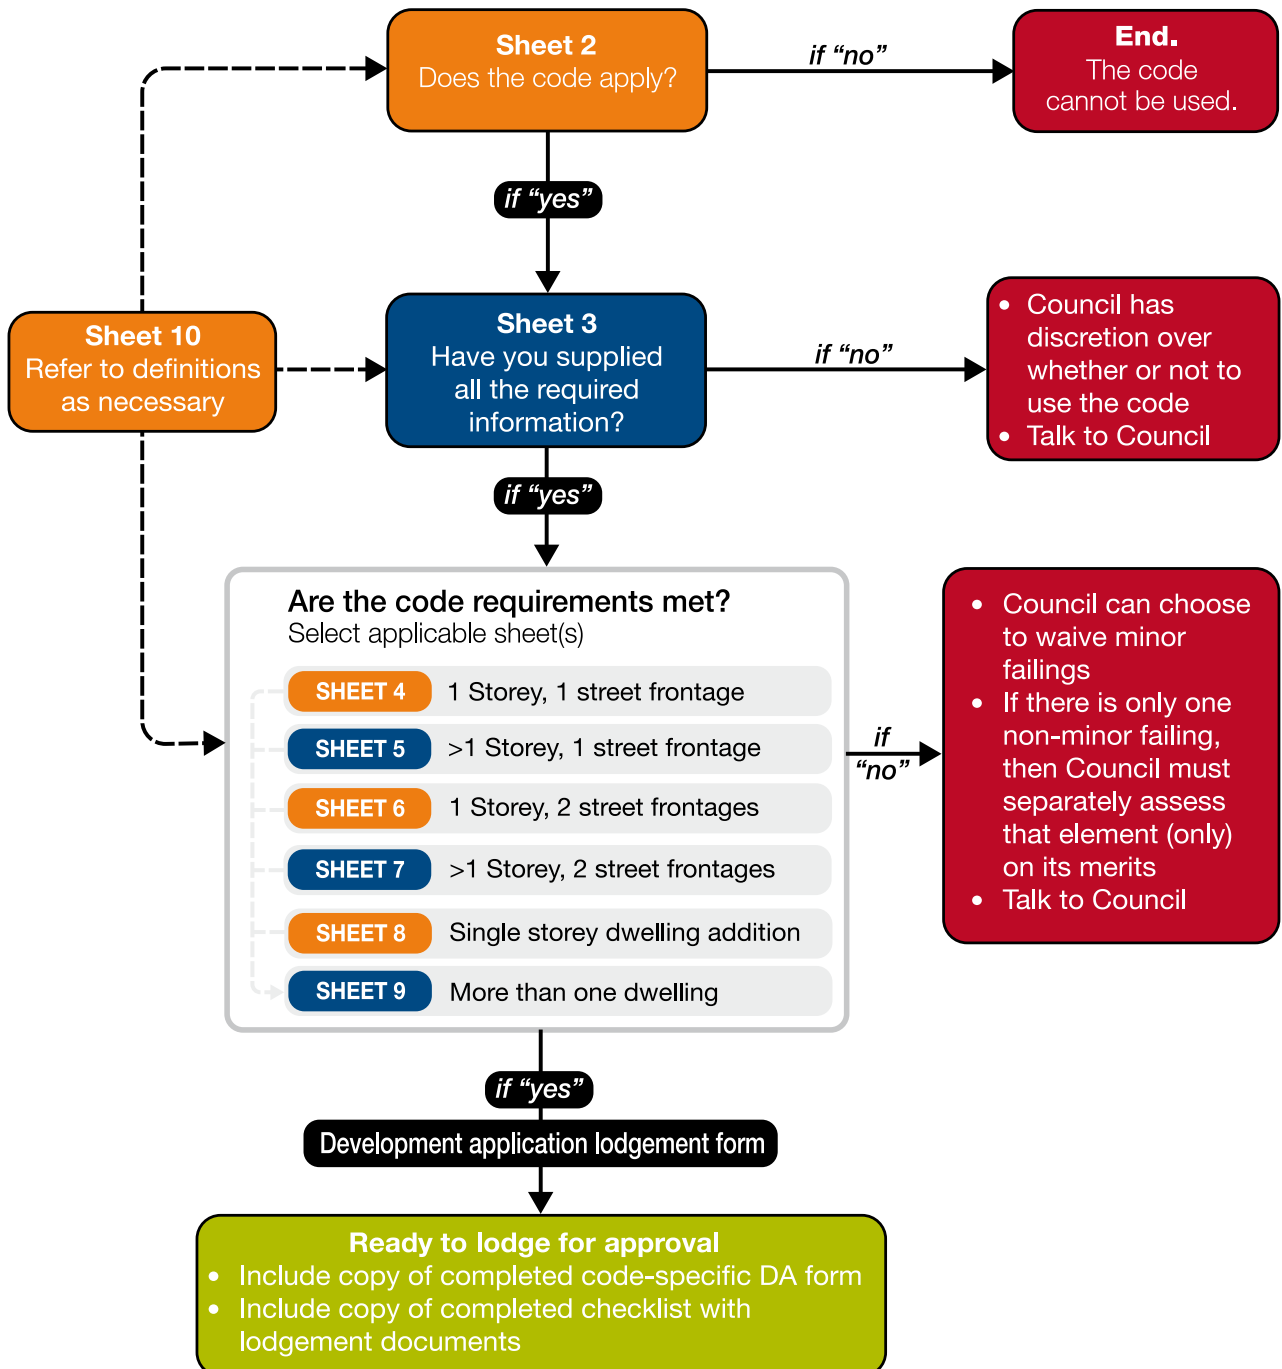 Sheet 2
Does the code apply?
if “no”
End.
The code
cannot be used.
if “yes”
Sheet 10
Refer to definitions
as necessary
Sheet 3
Have you supplied
all the required
information?
if “no”
• Council has
discretion over
whether or not to
use the code
• Talk to Council
if “yes”
Are the code requirements met?
Select applicable sheet(s)
SHEET 4 1 Storey, 1 street frontage
SHEET 5 >1 Storey, 1 street frontage
SHEET 6 1 Storey, 2 street frontages
SHEET 7 >1 Storey, 2 street frontages
SHEET 8 Single storey dwelling addition
SHEET 9 More than one dwelling
if
“no”
• Council can choose
to waive minor
failings
• If there is only one
non-minor failing,
then Council must
separately assess
that element (only)
on its merits
• Talk to Council
if “yes”
Development application lodgement form
Ready to lodge for approval
• Include copy of completed code-specific DA form
• Include copy of completed checklist with
lodgement documents